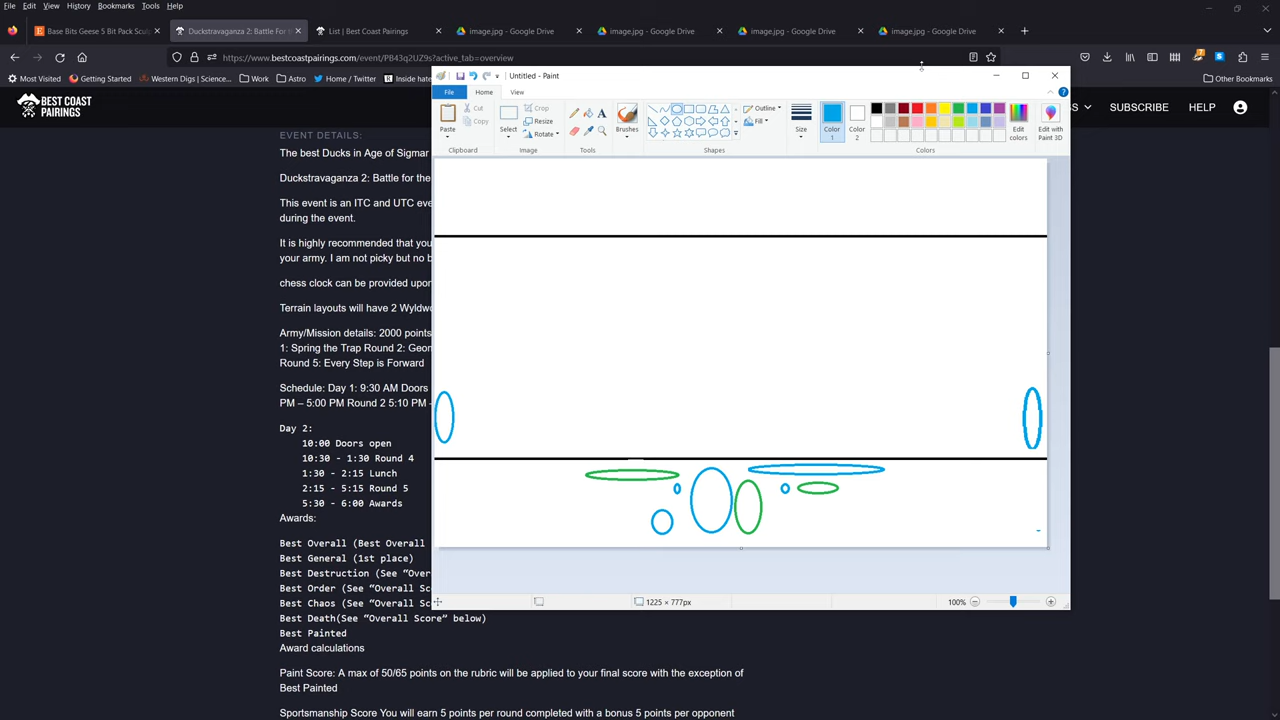 File Edit View History Bookmarks Tools Help
Base Bits Geese 5 Bit Pack Sculp
Duckstravaganza 2: Battle For th
List | Best Coast Pairings
image.jpg - Google Drive
image.jpg - Google Drive
image.jpg - Google Drive
image.jpg - Google Drive
https://www.bestcoastpairings.com/event/PB43q2UZ9s?active_tab=overview
Most Visited
Getting Started
Western Digital - Scienc...
Work
Astro
Home / Twitter
Inside hate
Other Bookmarks
BEST COAST
PAIRINGS
SUBSCRIBE
HELP
Untitled - Paint
File Home View
Paste
Cut
Copy
Clipboard
Select
Crop
Resize
Rotate
Image
Tools
Brushes
Outline
Fill
Shapes
Size
Color
1
Color
2
Edit
colors
Edit with
Paint 3D
Colors
1225 × 777px
100%
EVENT DETAILS:
The best Ducks in Age of Sigmar
Duckstravaganza 2: Battle for the
This event is an ITC and UTC eve
during the event.
It is highly recommended that you
your army. I am not picky but no b
chess clock can be provided upon
Terrain layouts will have 2 Wyldwo
Army/Mission details: 2000 points
1: Spring the Trap Round 2: Geon
Round 5: Every Step is Forward
Schedule: Day 1: 9:30 AM Doors
PM – 5:00 PM Round 2 5:10 PM –
Day 2:
10:00 Doors open
10:30 - 1:30 Round 4
1:30 - 2:15 Lunch
2:15 - 5:15 Round 5
5:30 - 6:00 Awards
Awards:
Best Overall (Best Overall
Best General (1st place)
Best Destruction (See “Over
Best Order (See “Overall Sc
Best Chaos (See “Overall Sc
Best Death(See “Overall Score” below)
Best Painted
Award calculations
Paint Score: A max of 50/65 points on the rubric will be applied to your final score with the exception of
Best Painted
Sportsmanship Score You will earn 5 points per round completed with a bonus 5 points per opponent